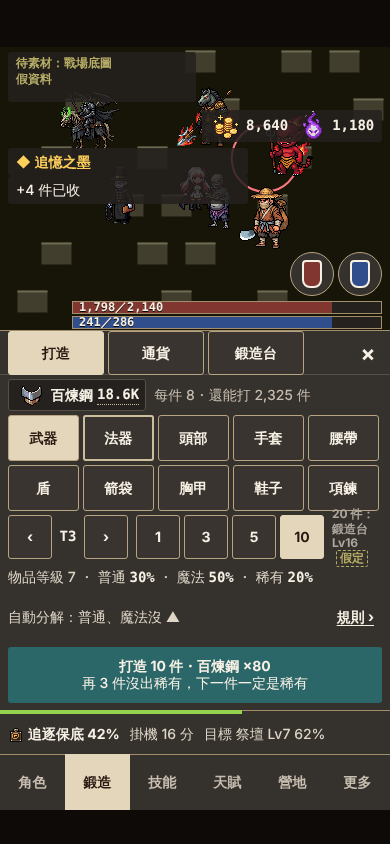 待素材：戰場底圖
假資料
8,640
1,180
◆ 追憶之墨
+4 件已收
1,798／2,140
241／286
打造
通貨
鍛造台
×
百煉鋼 18.6K
每件 8・還能打 2,325 件
武器
法器
頭部
手套
腰帶
盾
箭袋
胸甲
鞋子
項鍊
‹
T3
›
1
3
5
10
20 件：
鍛造台
Lv16
假定
物品等級 7 ・ 普通 30% ・ 魔法 50% ・ 稀有 20%
自動分解：普通、魔法沒 ▲
規則 ›
打造 10 件・百煉鋼 ×80
再 3 件沒出稀有，下一件一定是稀有
追逐保底 42% 掛機 16 分 目標 祭壇 Lv7 62%
角色
鍛造
技能
天賦
營地
更多